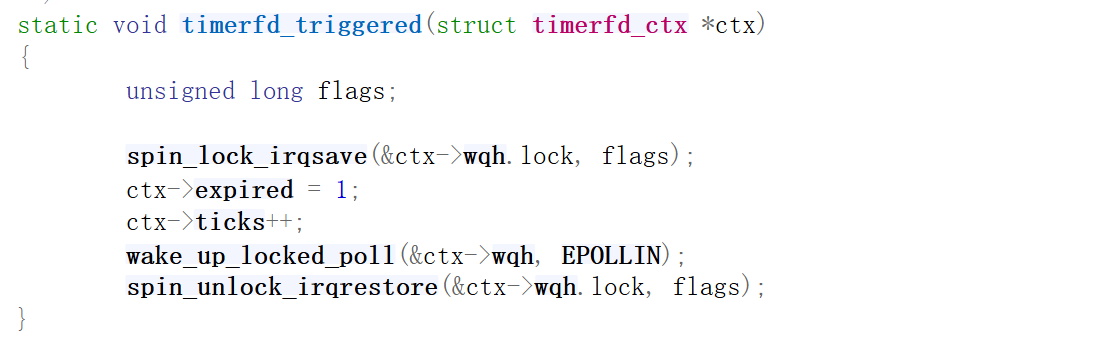 static void timerfd_triggered(struct timerfd_ctx *ctx)
{
unsigned long flags;
spin_lock_irqsave(&ctx->wqh.lock, flags);
ctx->expired = 1;
ctx->ticks++;
wake_up_locked_poll(&ctx->wqh, EPOLLIN);
spin_unlock_irqrestore(&ctx->wqh.lock, flags);
}